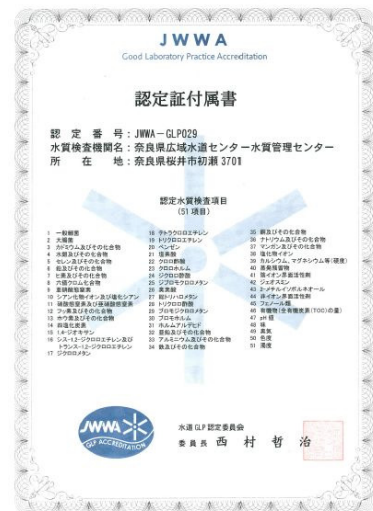 JWWA
Good Laboratory Practice Accreditation
認定証付属書
認定番号：JWWA－GLP029
水質検査機関名：奈良県広域水道センター水質管理センター
所在地：奈良県桜井市初瀬 3701
認定水質検査項目
(51 項目)
1 一般細菌
2 大腸菌
3 カドミウム及びその化合物
4 水銀及びその化合物
5 セレン及びその化合物
6 鉛及びその化合物
7 ヒ素及びその化合物
8 六価クロム化合物
9 亜硝酸態窒素
10 シアン化物イオン及び塩化シアン
11 硝酸態窒素及び亜硝酸態窒素
12 フッ素及びその化合物
13 ホウ素及びその化合物
14 四塩化炭素
15 1,4-ジオキサン
16 シス-1,2-ジクロロエチレン及び
トランス-1,2-ジクロロエチレン
17 ジクロロメタン
18 テトラクロロエチレン
19 トリクロロエチレン
20 ベンゼン
21 塩素酸
22 クロロ酢酸
23 クロロホルム
24 ジクロロ酢酸
25 ジブロモクロロメタン
26 臭素酸
27 総トリハロメタン
28 トリクロロ酢酸
29 ブロモジクロロメタン
30 ブロモホルム
31 ホルムアルデヒド
32 亜鉛及びその化合物
33 アルミニウム及びその化合物
34 鉄及びその化合物
35 銅及びその化合物
36 ナトリウム及びその化合物
37 マンガン及びその化合物
38 塩化物イオン
39 カルシウム、マグネシウム等(硬度)
40 蒸発残留物
41 陰イオン界面活性剤
42 ジェオスミン
43 2-メチルイソボルネオール
44 非イオン界面活性剤
45 フェノール類
46 有機物(全有機炭素(TOC)の量)
47 pH 値
48 味
49 臭気
50 色度
51 濁度
JWWA
GLP ACCREDITATION
水道 GLP 認定委員会
委員長 西村哲治